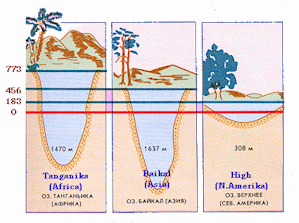 773
456
183
0
1470 м
1637 м
308 м
Tanganika
(Africa)
ОЗ. ТАНГАНЬИКА
(АФРИКА)
Baikal
(Asia)
ОЗ. БАЙКАЛ (АЗИЯ)
High
(N.Amerika)
ОЗ. ВЕРХНЕЕ
(СЕВ. АМЕРИКА)